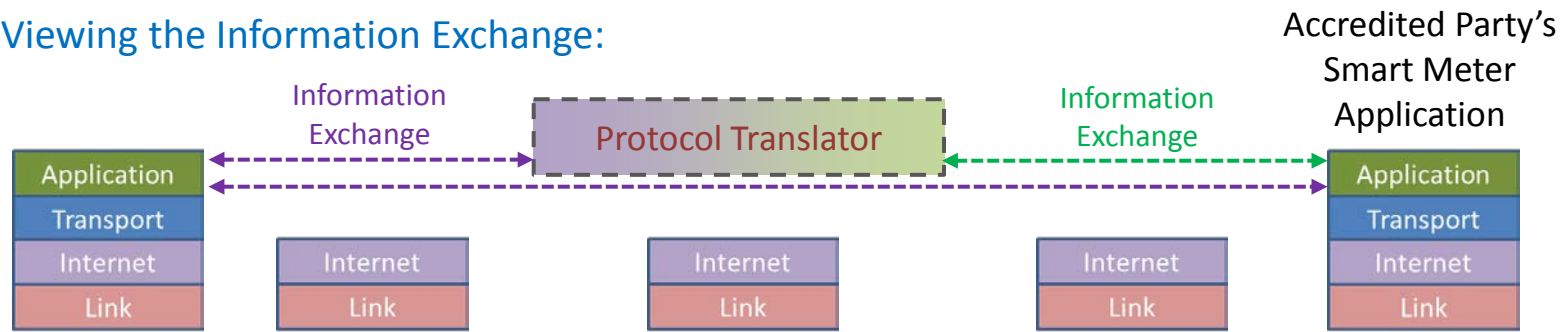 Viewing the Information Exchange:
Accredited Party's
Smart Meter
Application
Information
Exchange
Protocol Translator
Information
Exchange
Application
Transport
Internet
Link
Internet
Link
Internet
Link
Internet
Link
Application
Transport
Internet
Link